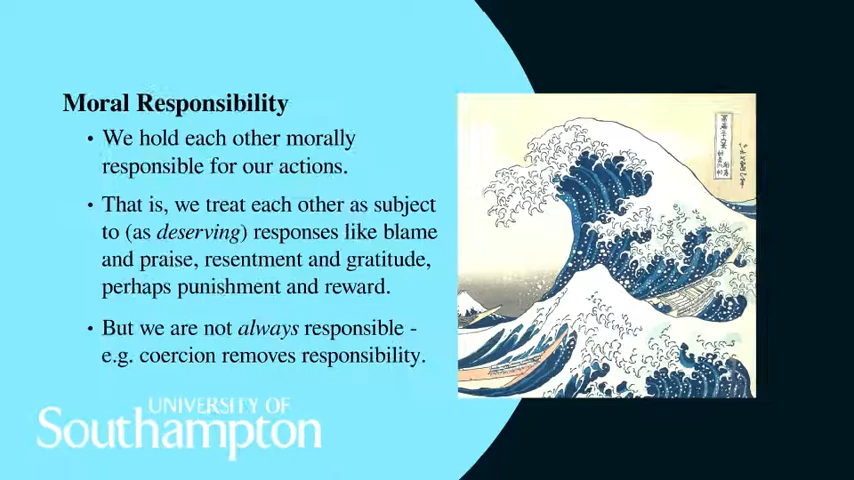 Moral Responsibility
• We hold each other morally
responsible for our actions.
• That is, we treat each other as subject
to (as deserving) responses like blame
and praise, resentment and gratitude,
perhaps punishment and reward.
• But we are not always responsible -
e.g. coercion removes responsibility.
UNIVERSITY OF
Southampton